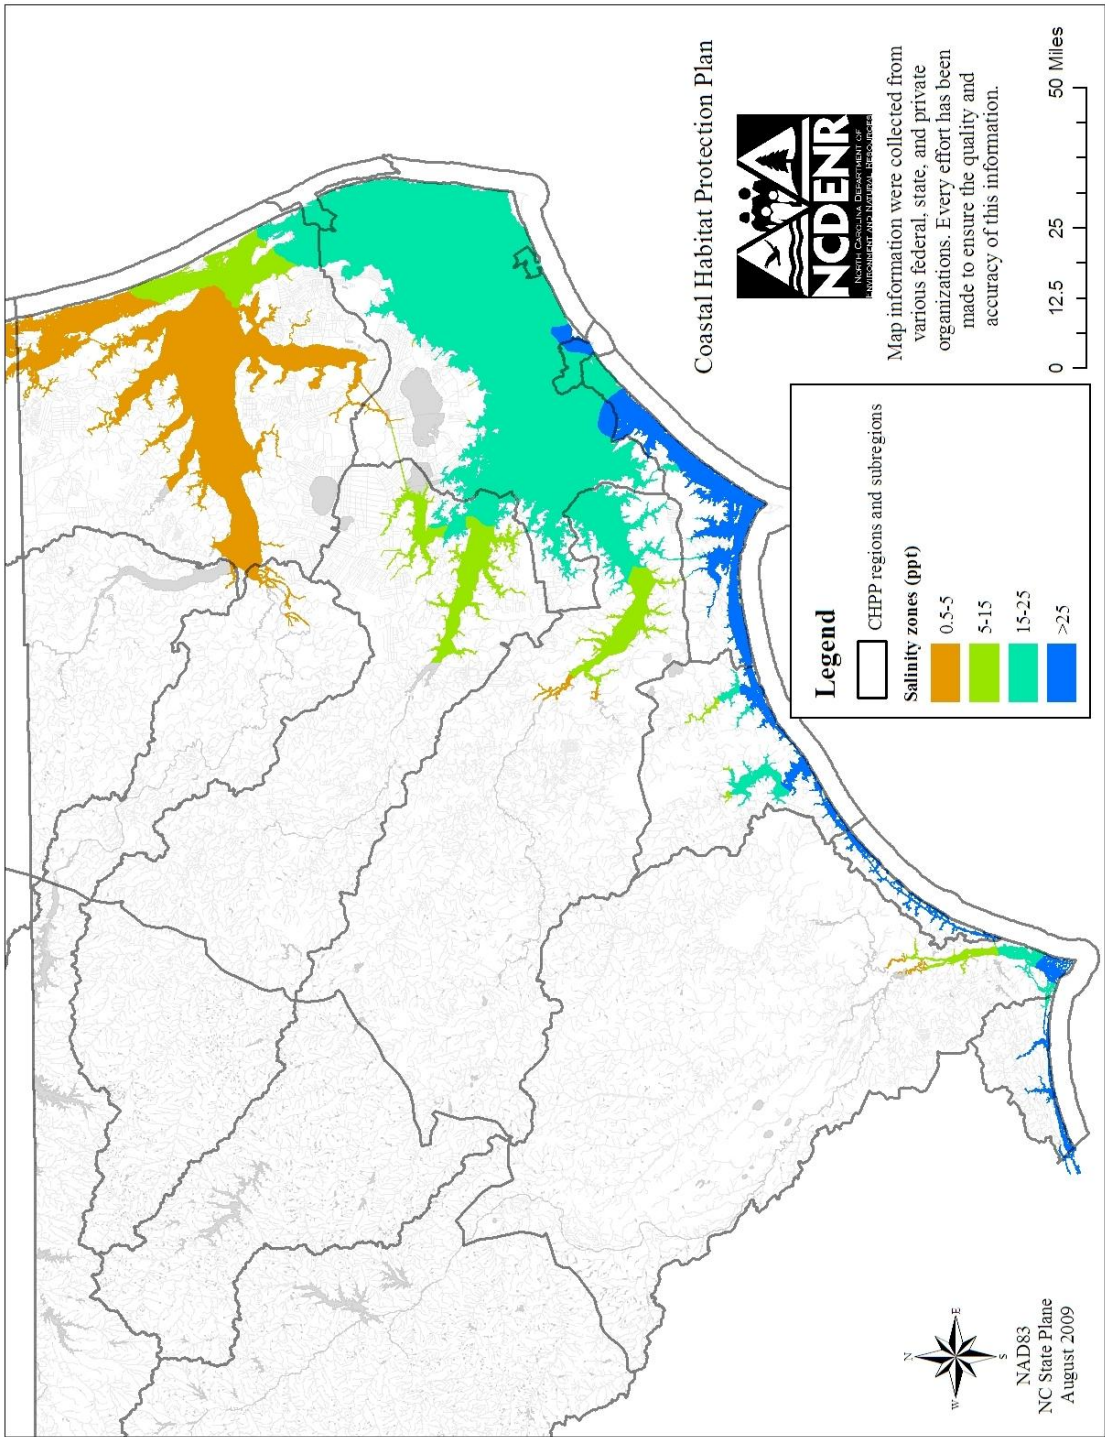 Coastal Habitat Protection Plan
NCDENR
NORTH CAROLINA DEPARTMENT OF
ENVIRONMENT AND NATURAL RESOURCES
Map information were collected from
various federal, state, and private
organizations. Every effort has been
made to ensure the quality and
accuracy of this information.
0 12.5 25 50 Miles
Legend
CHPP regions and subregions
Salinity zones (ppt)
0.5-5
5-15
15-25
>25
N
W
E
S
NAD83
NC State Plane
August 2009